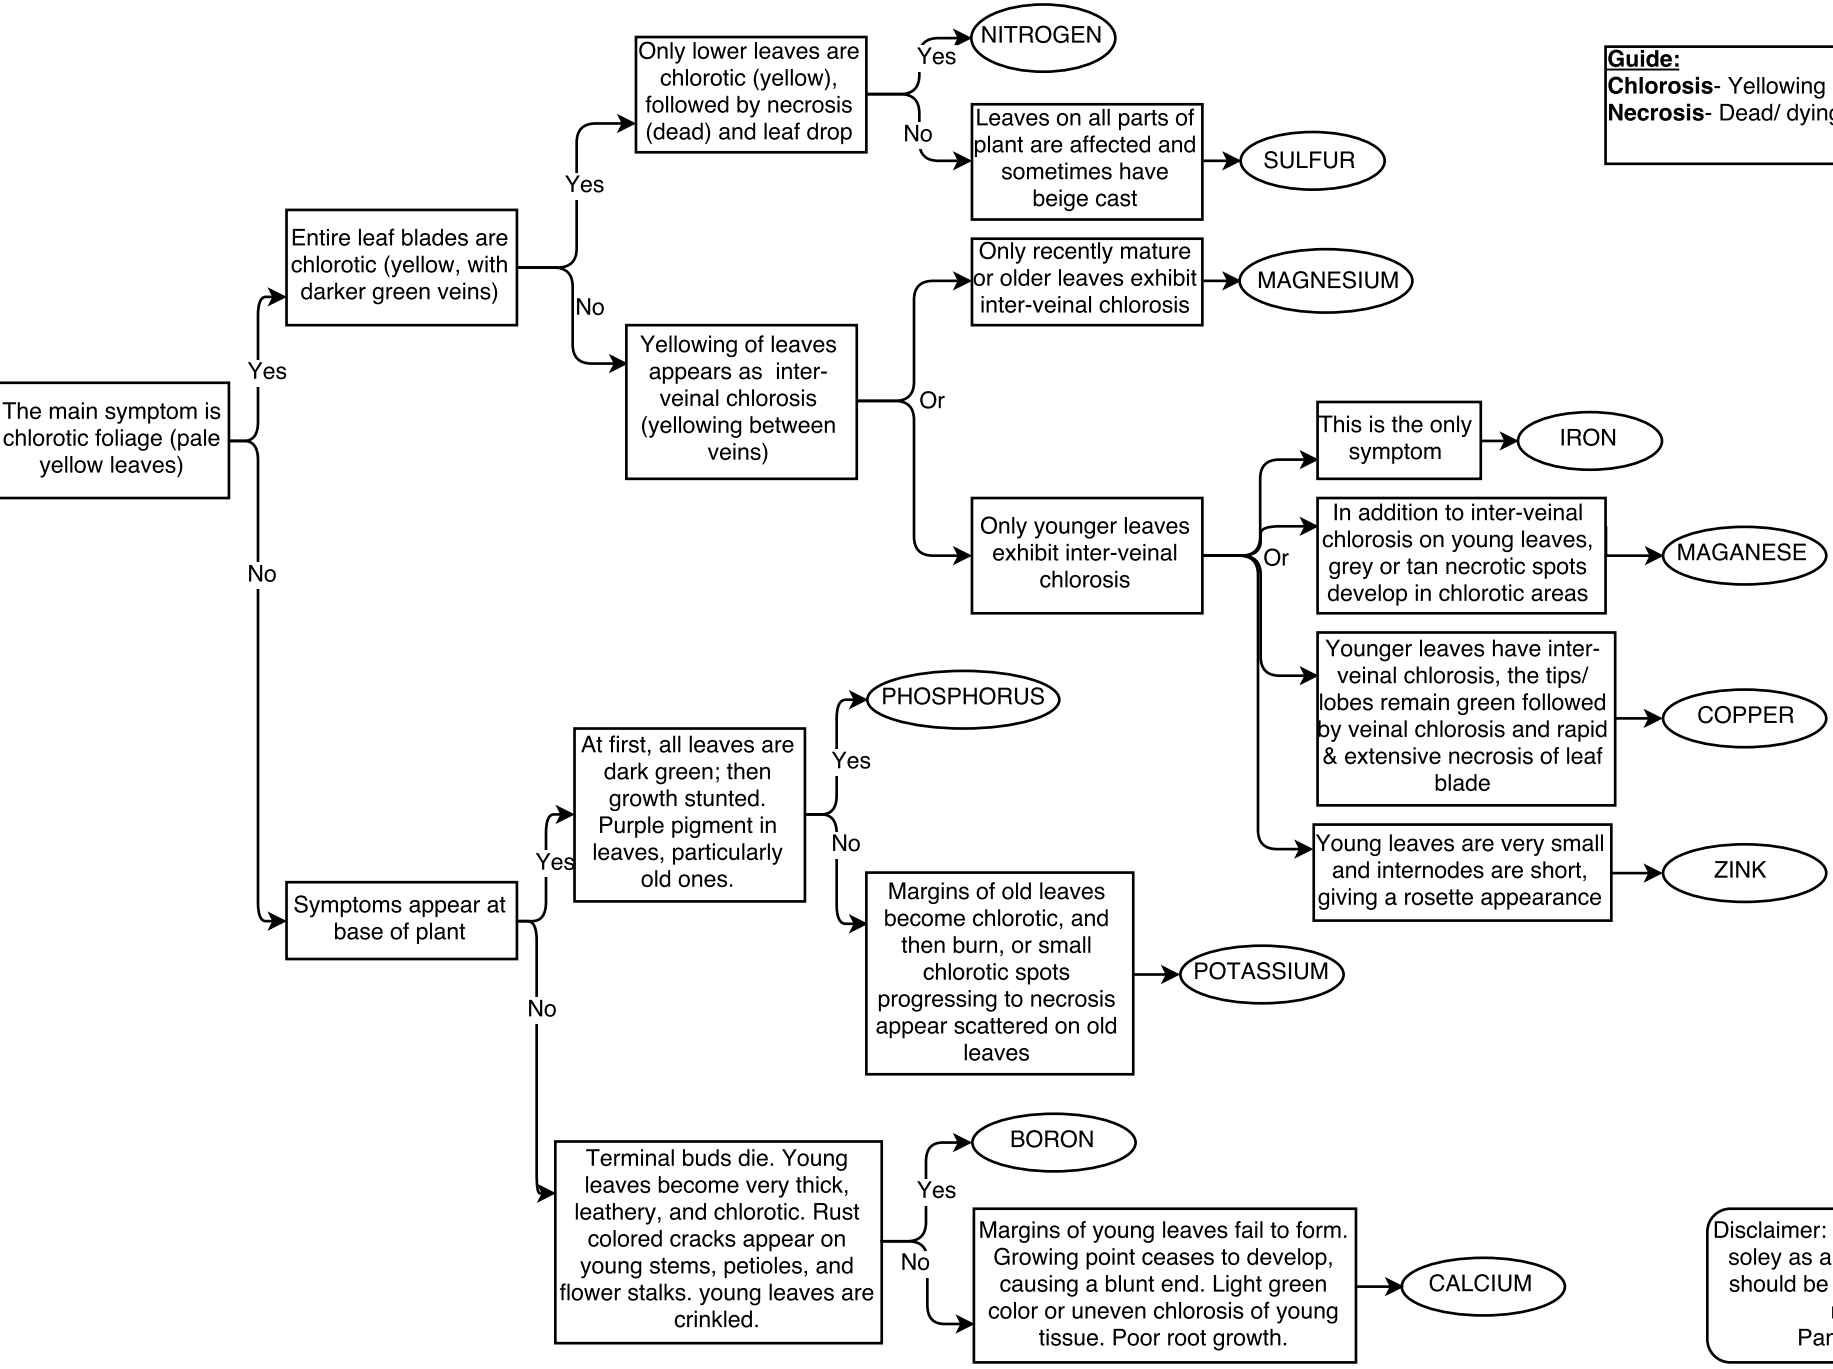 The main symptom is
chlorotic foliage (pale
yellow leaves)
Yes
No
Entire leaf blades are
chlorotic (yellow, with
darker green veins)
Yes
No
Only lower leaves are
chlorotic (yellow),
followed by necrosis
(dead) and leaf drop
Yes
No
NITROGEN
Leaves on all parts of
plant are affected and
sometimes have
beige cast
SULFUR
Yellowing of leaves
appears as inter-
veinal chlorosis
(yellowing between
veins)
Or
Only recently mature
or older leaves exhibit
inter-veinal chlorosis
MAGNESIUM
Only younger leaves
exhibit inter-veinal
chlorosis
Or
This is the only
symptom
IRON
In addition to inter-veinal
chlorosis on young leaves,
grey or tan necrotic spots
develop in chlorotic areas
MAGANESE
Younger leaves have inter-
veinal chlorosis, the tips/
lobes remain green followed
by veinal chlorosis and rapid
& extensive necrosis of leaf
blade
COPPER
Young leaves are very small
and internodes are short,
giving a rosette appearance
ZINK
Symptoms appear at
base of plant
Yes
No
At first, all leaves are
dark green; then
growth stunted.
Purple pigment in
leaves, particularly
old ones.
Yes
No
PHOSPHORUS
Margins of old leaves
become chlorotic, and
then burn, or small
chlorotic spots
progressing to necrosis
appear scattered on old
leaves
POTASSIUM
Terminal buds die. Young
leaves become very thick,
leathery, and chlorotic. Rust
colored cracks appear on
young stems, petioles, and
flower stalks. young leaves are
crinkled.
Yes
No
BORON
Margins of young leaves fail to form.
Growing point ceases to develop,
causing a blunt end. Light green
color or uneven chlorosis of young
tissue. Poor root growth.
CALCIUM
Guide:
Chlorosis- Yellowing
Necrosis- Dead/ dying
Disclaimer:
soley as a
should be